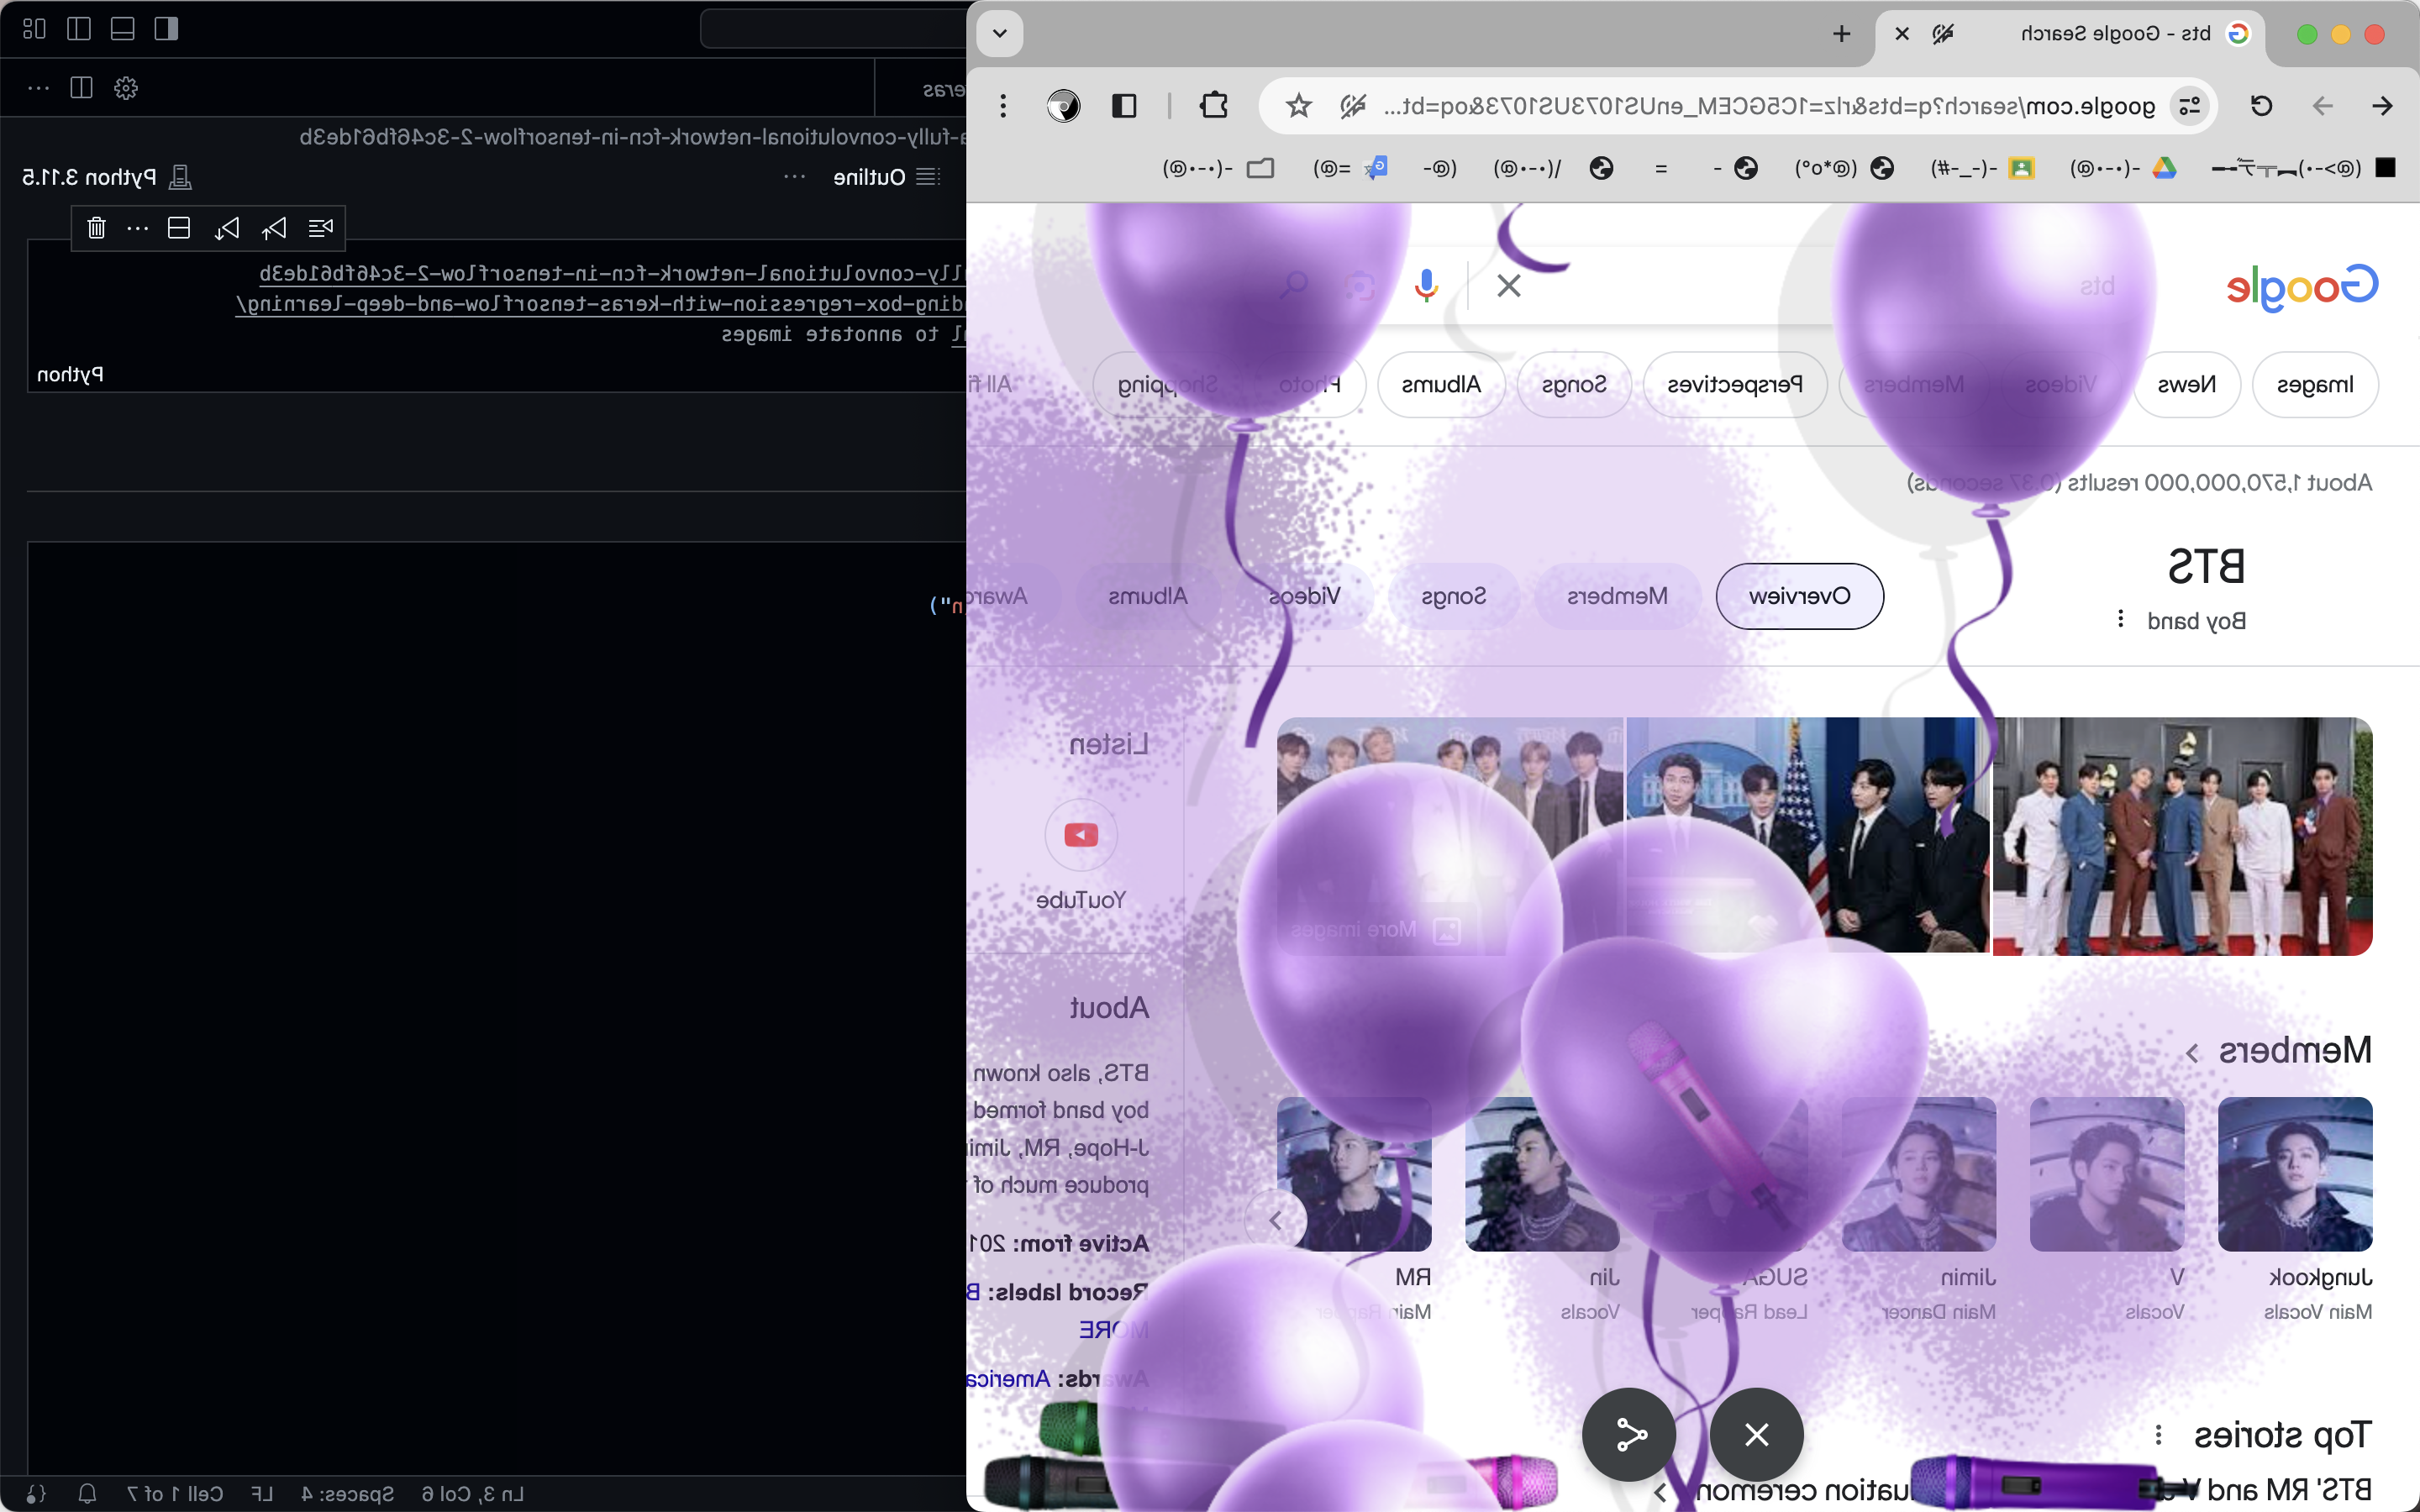 bts - Google Search
google.com/search?q=bts&rlz=1C5GCEM_enUS1073US1073&oq=bt...
(@>-•)
-(•-•@)
-(-_-#)
(°o*@)
-
=
/(•-•@)
(@-
(@=
-(•-•@)
Google
bts
Images
News
Videos
Members
Perspectives
Songs
Albums
Photo
Shopping
All fi
About 1,570,000,000 results (0.37 seconds)
BTS
Boy band
Overview
Members
Songs
Videos
Albums
Award
More images
Listen
YouTube
About
BTS, also known
boy band formed
J-Hope, RM, Jimi
produce much of
Active from: 201
Record labels: B
MORE
Awards: America
Members
Jungkook
Main Vocals
V
Vocals
Jimin
Main Dancer
SUGA
Lead Rapper
Jin
Vocals
RM
Main Rapper
Top stories
BTS' RM and V
uation ceremon
eras
a-fully-convolutional-network-fcn-in-tensorflow-2-3c46fb61de3b
Outline
Python 3.11.5
lly-convolutional-network-fcn-in-tensorflow-2-3c46fb61de3b
ding-box-regression-with-keras-tensorflow-and-deep-learning/
l to annotate images
Python
n")
Ln 3, Col 6
Spaces: 4
LF
Cell 1 of 7